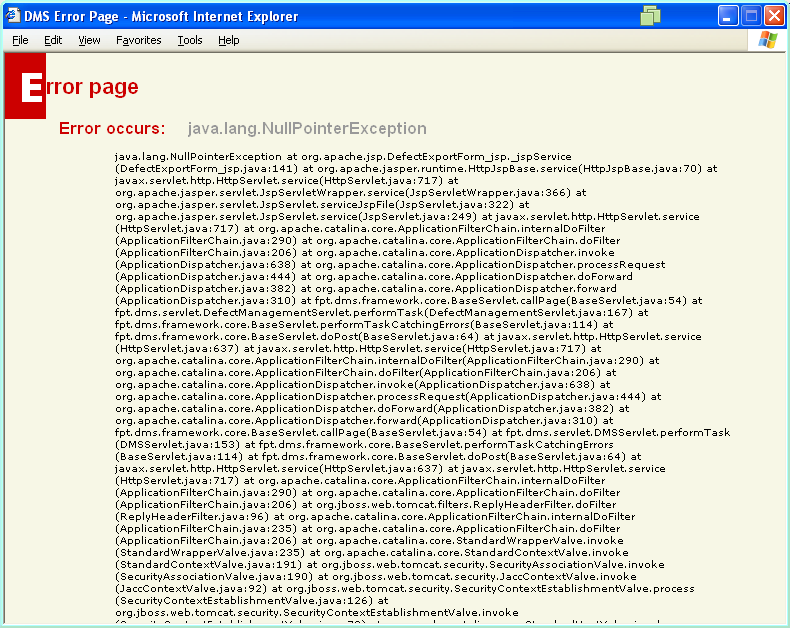 DMS Error Page - Microsoft Internet Explorer
File Edit View Favorites Tools Help
Error page
Error occurs: java.lang.NullPointerException
java.lang.NullPointerException at org.apache.jsp.DefectExportForm_jsp._jspService
(DefectExportForm_jsp.java:141) at org.apache.jasper.runtime.HttpJspBase.service(HttpJspBase.java:70) at
javax.servlet.http.HttpServlet.service(HttpServlet.java:717) at
org.apache.jasper.servlet.JspServletWrapper.service(JspServletWrapper.java:366) at
org.apache.jasper.servlet.JspServlet.serviceJspFile(JspServlet.java:322) at
org.apache.jasper.servlet.JspServlet.service(JspServlet.java:249) at javax.servlet.http.HttpServlet.service
(HttpServlet.java:717) at org.apache.catalina.core.ApplicationFilterChain.internalDoFilter
(ApplicationFilterChain.java:290) at org.apache.catalina.core.ApplicationFilterChain.doFilter
(ApplicationFilterChain.java:206) at org.apache.catalina.core.ApplicationDispatcher.invoke
(ApplicationDispatcher.java:638) at org.apache.catalina.core.ApplicationDispatcher.processRequest
(ApplicationDispatcher.java:444) at org.apache.catalina.core.ApplicationDispatcher.doForward
(ApplicationDispatcher.java:382) at org.apache.catalina.core.ApplicationDispatcher.forward
(ApplicationDispatcher.java:310) at fpt.dms.framework.core.BaseServlet.callPage(BaseServlet.java:54) at
fpt.dms.servlet.DefectManagementServlet.performTask(DefectManagementServlet.java:167) at
fpt.dms.framework.core.BaseServlet.performTaskCatchingErrors(BaseServlet.java:114) at
fpt.dms.framework.core.BaseServlet.doPost(BaseServlet.java:64) at javax.servlet.http.HttpServlet.service
(HttpServlet.java:637) at javax.servlet.http.HttpServlet.service(HttpServlet.java:717) at
org.apache.catalina.core.ApplicationFilterChain.internalDoFilter(ApplicationFilterChain.java:290) at
org.apache.catalina.core.ApplicationFilterChain.doFilter(ApplicationFilterChain.java:206) at
org.apache.catalina.core.ApplicationDispatcher.invoke(ApplicationDispatcher.java:638) at
org.apache.catalina.core.ApplicationDispatcher.processRequest(ApplicationDispatcher.java:444) at
org.apache.catalina.core.ApplicationDispatcher.doForward(ApplicationDispatcher.java:382) at
org.apache.catalina.core.ApplicationDispatcher.forward(ApplicationDispatcher.java:310) at
fpt.dms.framework.core.BaseServlet.callPage(BaseServlet.java:54) at fpt.dms.servlet.DMSServlet.performTask
(DMSServlet.java:153) at fpt.dms.framework.core.BaseServlet.performTaskCatchingErrors
(BaseServlet.java:114) at fpt.dms.framework.core.BaseServlet.doPost(BaseServlet.java:64) at
javax.servlet.http.HttpServlet.service(HttpServlet.java:637) at javax.servlet.http.HttpServlet.service
(HttpServlet.java:717) at org.apache.catalina.core.ApplicationFilterChain.internalDoFilter
(ApplicationFilterChain.java:290) at org.apache.catalina.core.ApplicationFilterChain.doFilter
(ApplicationFilterChain.java:206) at org.jboss.web.tomcat.filters.ReplyHeaderFilter.doFilter
(ReplyHeaderFilter.java:96) at org.apache.catalina.core.ApplicationFilterChain.internalDoFilter
(ApplicationFilterChain.java:235) at org.apache.catalina.core.ApplicationFilterChain.doFilter
(ApplicationFilterChain.java:206) at org.apache.catalina.core.StandardWrapperValve.invoke
(StandardWrapperValve.java:235) at org.apache.catalina.core.StandardContextValve.invoke
(StandardContextValve.java:191) at org.jboss.web.tomcat.security.SecurityAssociationValve.invoke
(SecurityAssociationValve.java:190) at org.jboss.web.tomcat.security.JaccContextValve.invoke
(JaccContextValve.java:92) at org.jboss.web.tomcat.security.SecurityContextEstablishmentValve.process
(SecurityContextEstablishmentValve.java:126) at
org.jboss.web.tomcat.security.SecurityContextEstablishmentValve.invoke